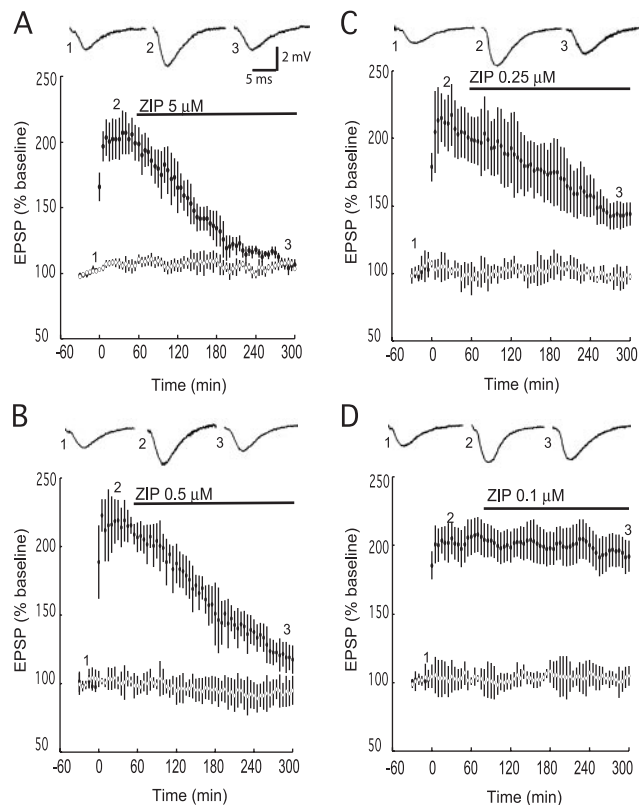 A
1
2
3
2 mV
5 ms
250
200
150
100
50
EPSP (% baseline)
2
ZIP 5 µM
1
3
-60 0 60 120 180 240 300
Time (min)
B
1
2
3
250
200
150
100
50
EPSP (% baseline)
2
ZIP 0.5 µM
1
3
-60 0 60 120 180 240 300
Time (min)
C
1
2
3
250
200
150
100
50
EPSP (% baseline)
2
ZIP 0.25 µM
1
3
-60 0 60 120 180 240 300
Time (min)
D
1
2
3
250
200
150
100
50
EPSP (% baseline)
2
ZIP 0.1 µM
1
3
-60 0 60 120 180 240 300
Time (min)